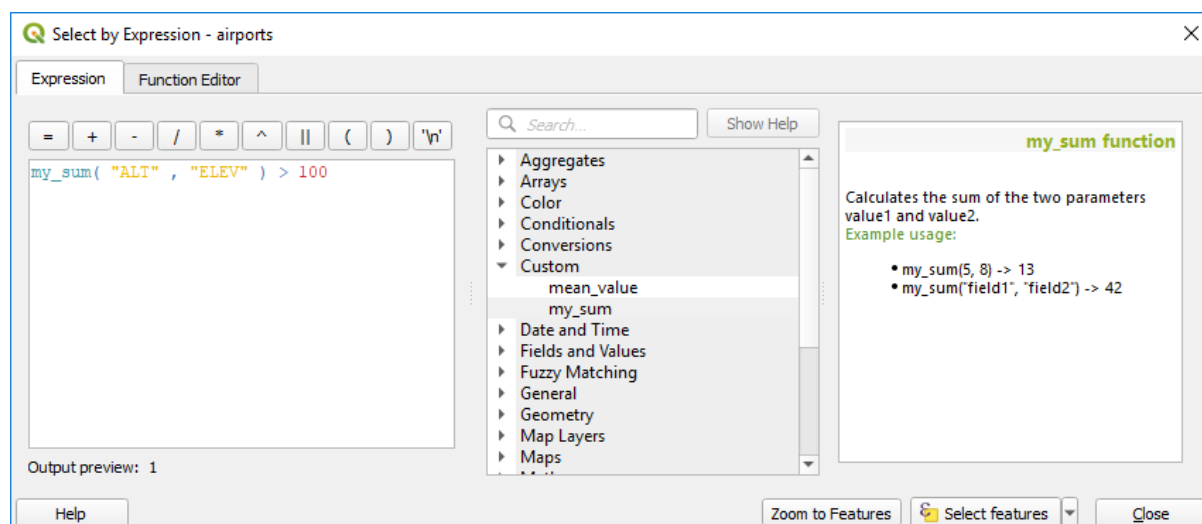 Select by Expression - airports
Expression
Function Editor
= + - / * ^ || ( ) '\n'
my_sum( "ALT" , "ELEV" ) > 100
Output preview: 1
Search...
Show Help
Aggregates
Arrays
Color
Conditionals
Conversions
Custom
mean_value
my_sum
Date and Time
Fields and Values
Fuzzy Matching
General
Geometry
Map Layers
Maps
my_sum function
Calculates the sum of the two parameters
value1 and value2.
Example usage:
• my_sum(5, 8) -> 13
• my_sum("field1", "field2") -> 42
Help
Zoom to Features
Select features
Close